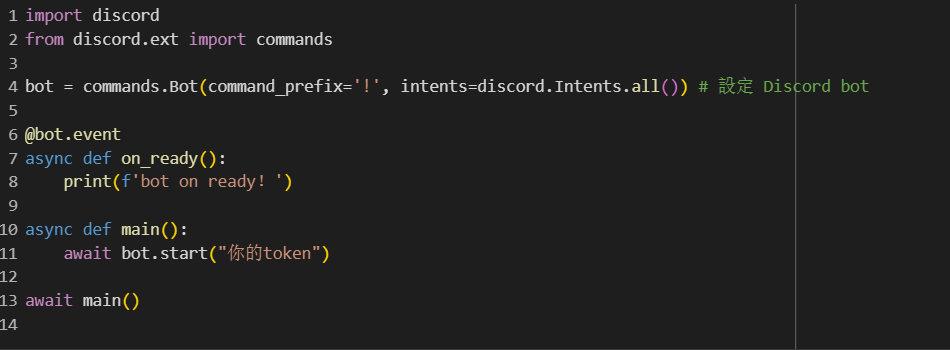 1 import discord
2 from discord.ext import commands
3
4 bot = commands.Bot(command_prefix='!', intents=discord.Intents.all()) # 設定 Discord bot
5
6 @bot.event
7 async def on_ready():
8     print(f'bot on ready! ')
9
10 async def main():
11     await bot.start("你的token")
12
13 await main()
14